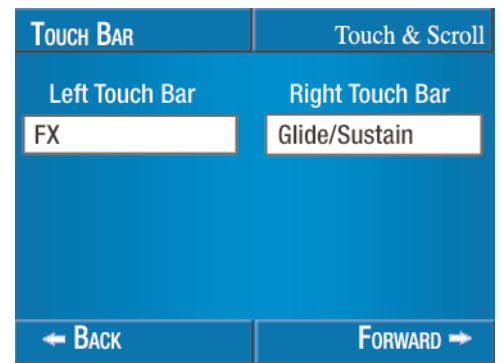 Touch Bar
Touch & Scroll
Left Touch Bar
Right Touch Bar
FX
Glide/Sustain
Back
Forward